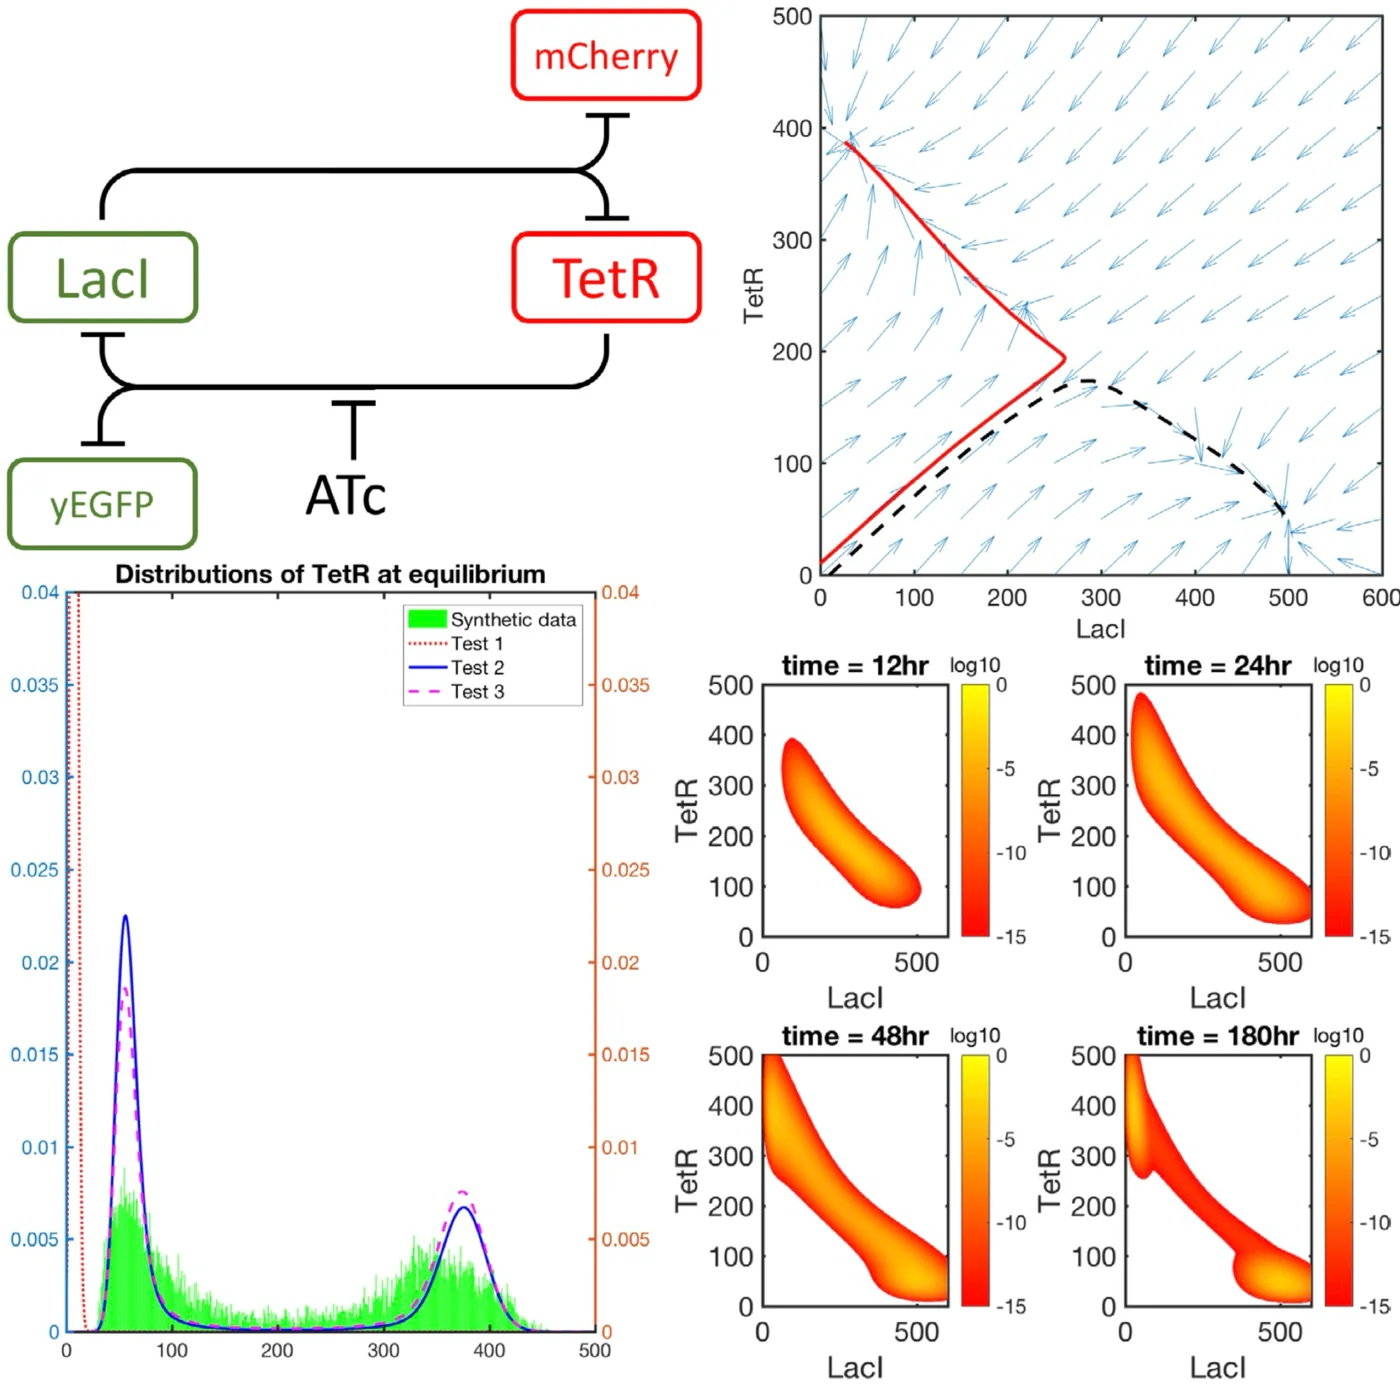 mCherry
LacI
TetR
yEGFP
ATc
500
400
300
200
100
0
TetR
0 100 200 300 400 500 600
LacI
Distributions of TetR at equilibrium
Synthetic data
Test 1
Test 2
Test 3
0.04 0.04
0.035 0.035
0.03 0.03
0.025 0.025
0.02 0.02
0.015 0.015
0.01 0.01
0.005 0.005
0 0
0 100 200 300 400 500
time = 12hr log10
500
400
300
200
100
0
TetR
0 500
LacI
0
-5
-10
-15
time = 24hr log10
500
400
300
200
100
0
TetR
0 500
LacI
0
-5
-10
-15
time = 48hr log10
500
400
300
200
100
0
TetR
0 500
LacI
0
-5
-10
-15
time = 180hr log10
500
400
300
200
100
0
TetR
0 500
LacI
0
-5
-10
-15